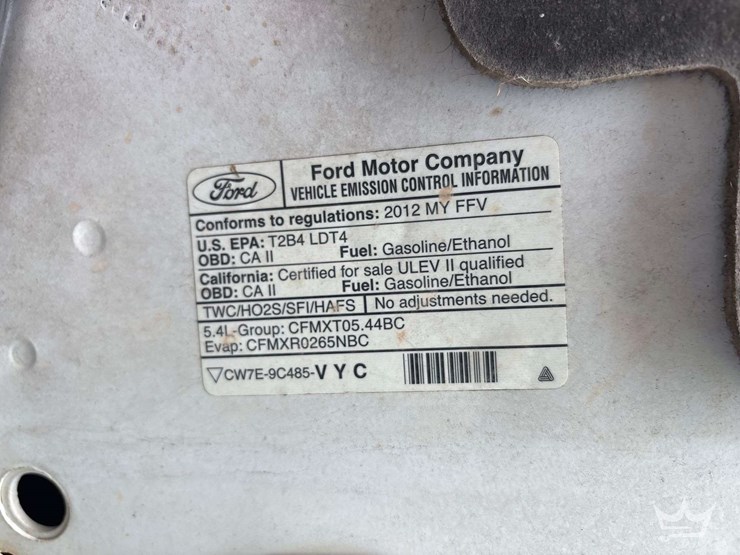 Ford
Ford Motor Company
VEHICLE EMISSION CONTROL INFORMATION
Conforms to regulations: 2012 MY FFV
U.S. EPA: T2B4 LDT4
OBD: CA II Fuel: Gasoline/Ethanol
California: Certified for sale ULEV II qualified
OBD: CA II Fuel: Gasoline/Ethanol
TWC/HO2S/SFI/HAFS No adjustments needed.
5.4L-Group: CFMXT05.44BC
Evap: CFMXR0265NBC
▽CW7E-9C485-V Y C